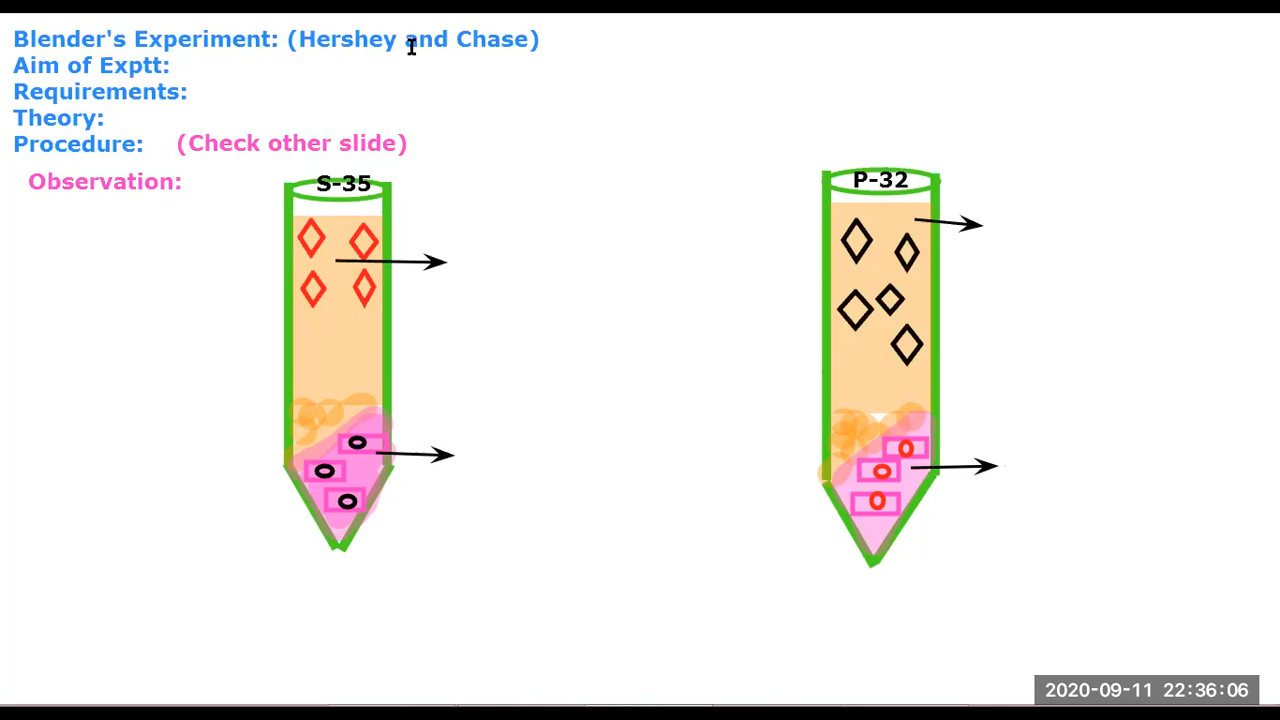 Blender's Experiment: (Hershey and Chase)
Aim of Exptt:
Requirements:
Theory:
Procedure: (Check other slide)
Observation:
S-35
P-32
2020-09-11 22:36:06